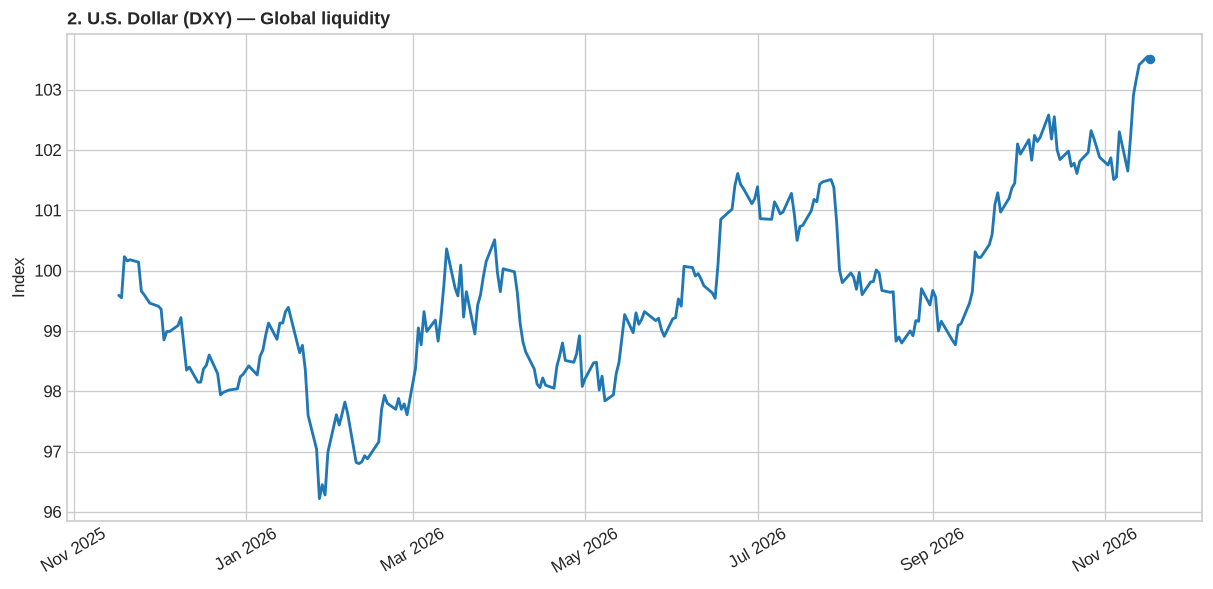 2. U.S. Dollar (DXY) — Global liquidity
Index
103
102
101
100
99
98
97
96
Nov 2025
Jan 2026
Mar 2026
May 2026
Jul 2026
Sep 2026
Nov 2026